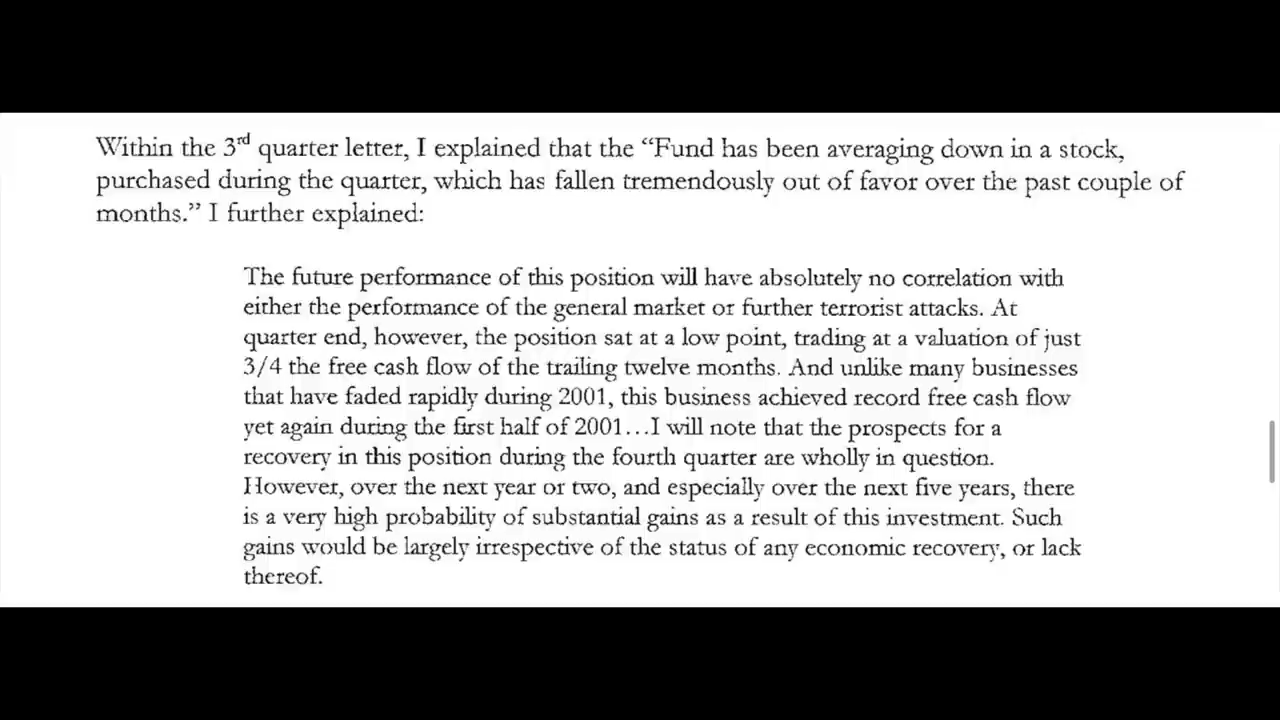 Within the 3rd quarter letter, I explained that the “Fund has been averaging down in a stock,
purchased during the quarter, which has fallen tremendously out of favor over the past couple of
months.” I further explained:
The future performance of this position will have absolutely no correlation with
either the performance of the general market or further terrorist attacks. At
quarter end, however, the position sat at a low point, trading at a valuation of just
3/4 the free cash flow of the trailing twelve months. And unlike many businesses
that have faded rapidly during 2001, this business achieved record free cash flow
yet again during the first half of 2001…I will note that the prospects for a
recovery in this position during the fourth quarter are wholly in question.
However, over the next year or two, and especially over the next five years, there
is a very high probability of substantial gains as a result of this investment. Such
gains would be largely irrespective of the status of any economic recovery, or lack
thereof.